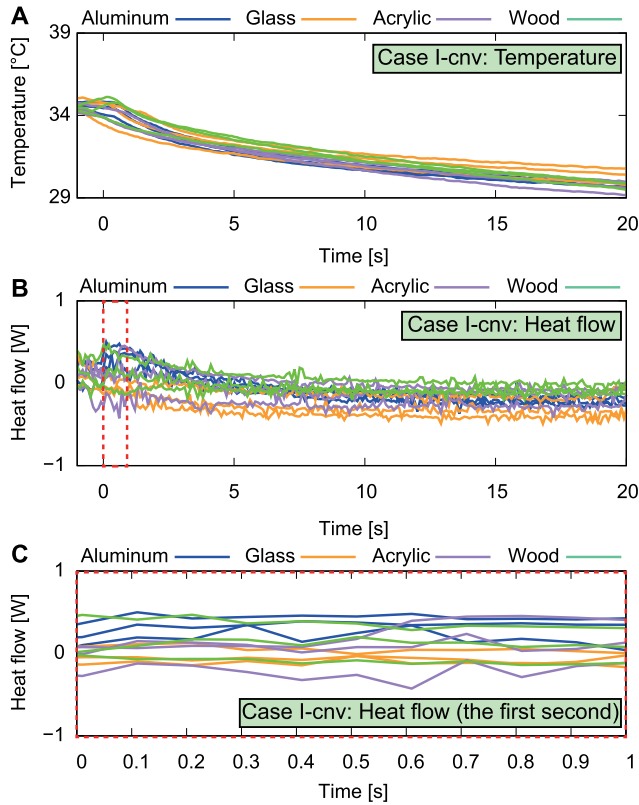 A
Aluminum Glass Acrylic Wood
39
34
29
Temperature [°C]
Case I-cnv: Temperature
0 5 10 15 20
Time [s]
B
Aluminum Glass Acrylic Wood
1
0
−1
Heat flow [W]
Case I-cnv: Heat flow
0 5 10 15 20
Time [s]
C
Aluminum Glass Acrylic Wood
1
0
−1
Heat flow [W]
Case I-cnv: Heat flow (the first second)
0 0.1 0.2 0.3 0.4 0.5 0.6 0.7 0.8 0.9 1
Time [s]